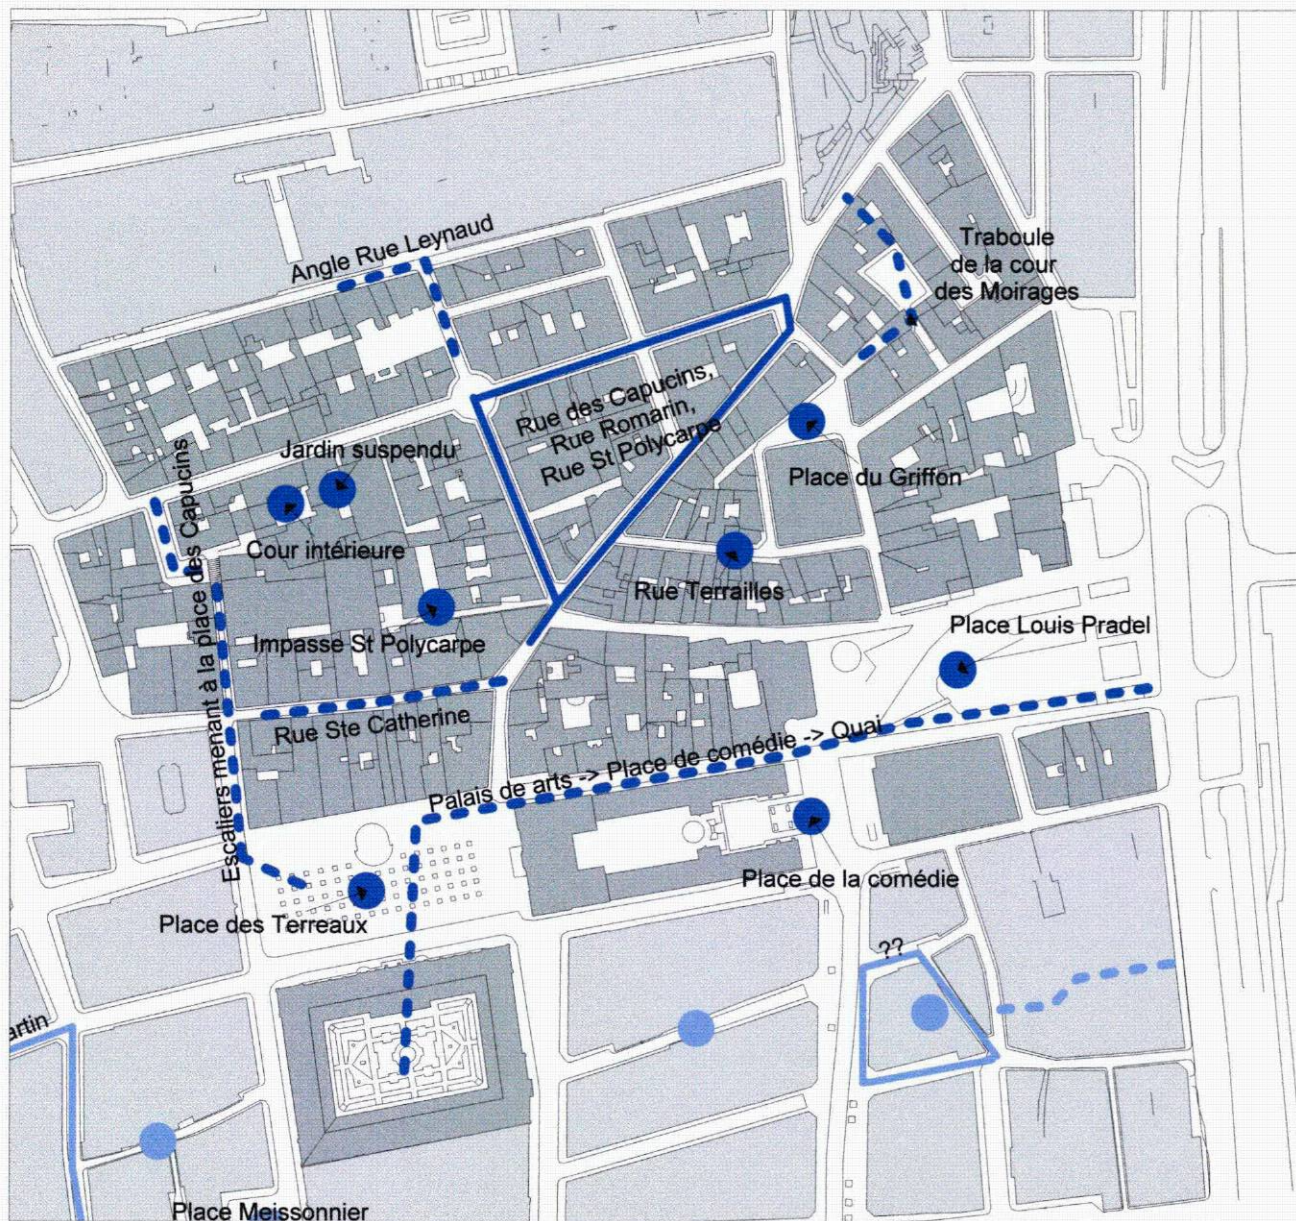 Angle Rue Leynaud
Traboule
de la cour
des Moirages
Rue des Capucins,
Rue Romarin,
Rue St Polycarpe
Jardin suspendu
Place du Griffon
Cour intérieure
Escaliers menant à la place des Capucins
Rue Terrailles
Impasse St Polycarpe
Place Louis Pradel
Rue Ste Catherine
Palais de arts -> Place de comédie -> Quai
Place de la comédie
Place des Terreaux
??
artin
Place Meissonnier